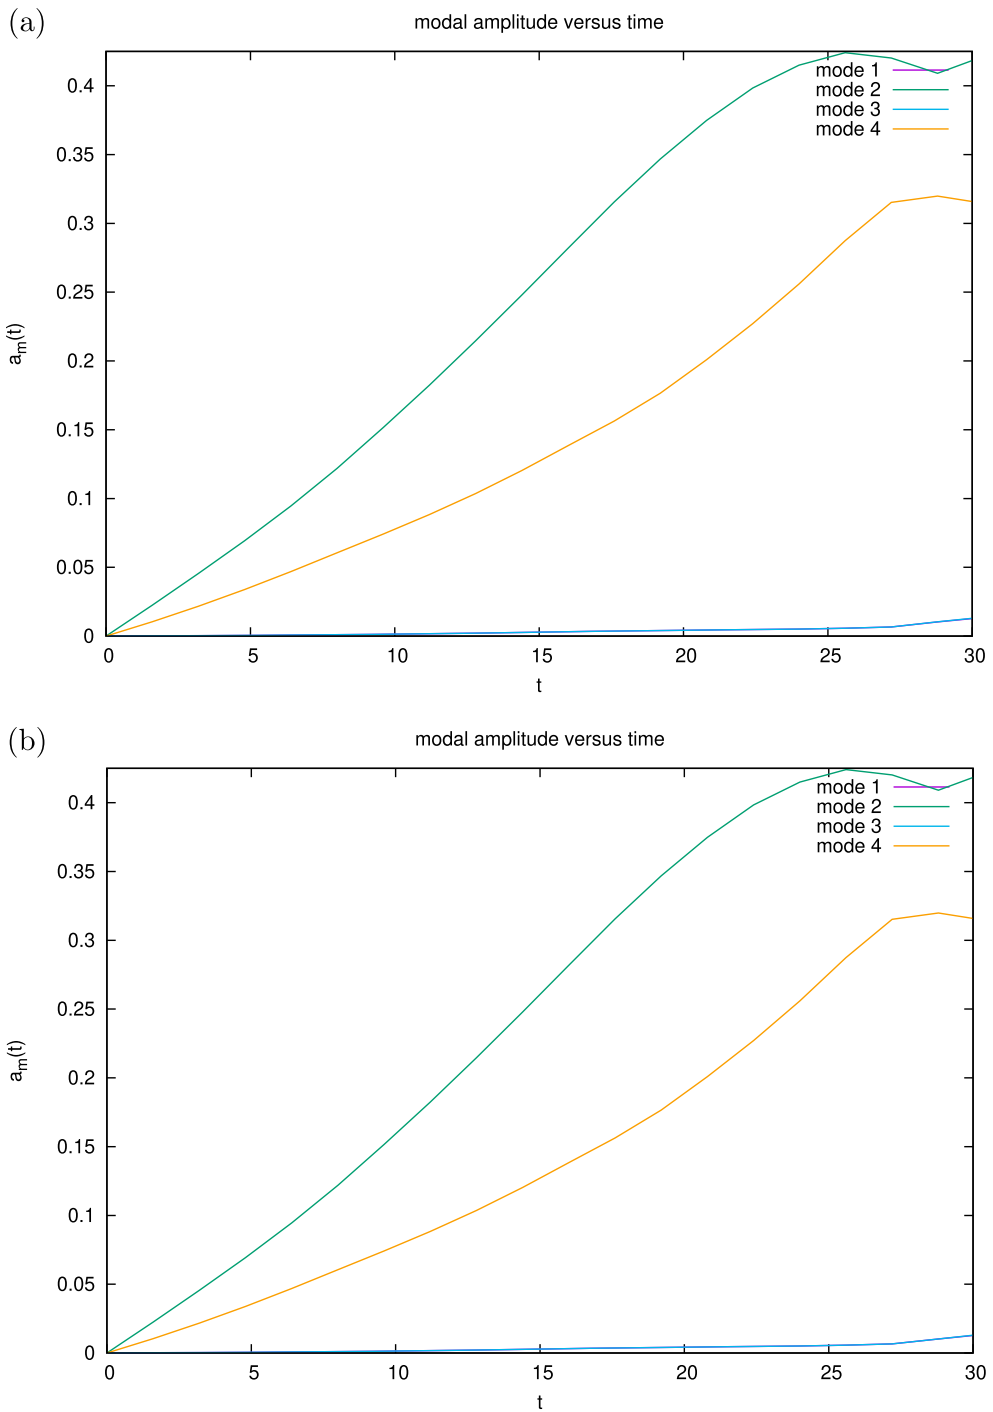 (a)
modal amplitude versus time
mode 1
mode 2
mode 3
mode 4
0.4
0.35
0.3
0.25
0.2
0.15
0.1
0.05
0
a_m(t)
0 5 10 15 20 25 30
t
(b)
modal amplitude versus time
mode 1
mode 2
mode 3
mode 4
0.4
0.35
0.3
0.25
0.2
0.15
0.1
0.05
0
a_m(t)
0 5 10 15 20 25 30
t